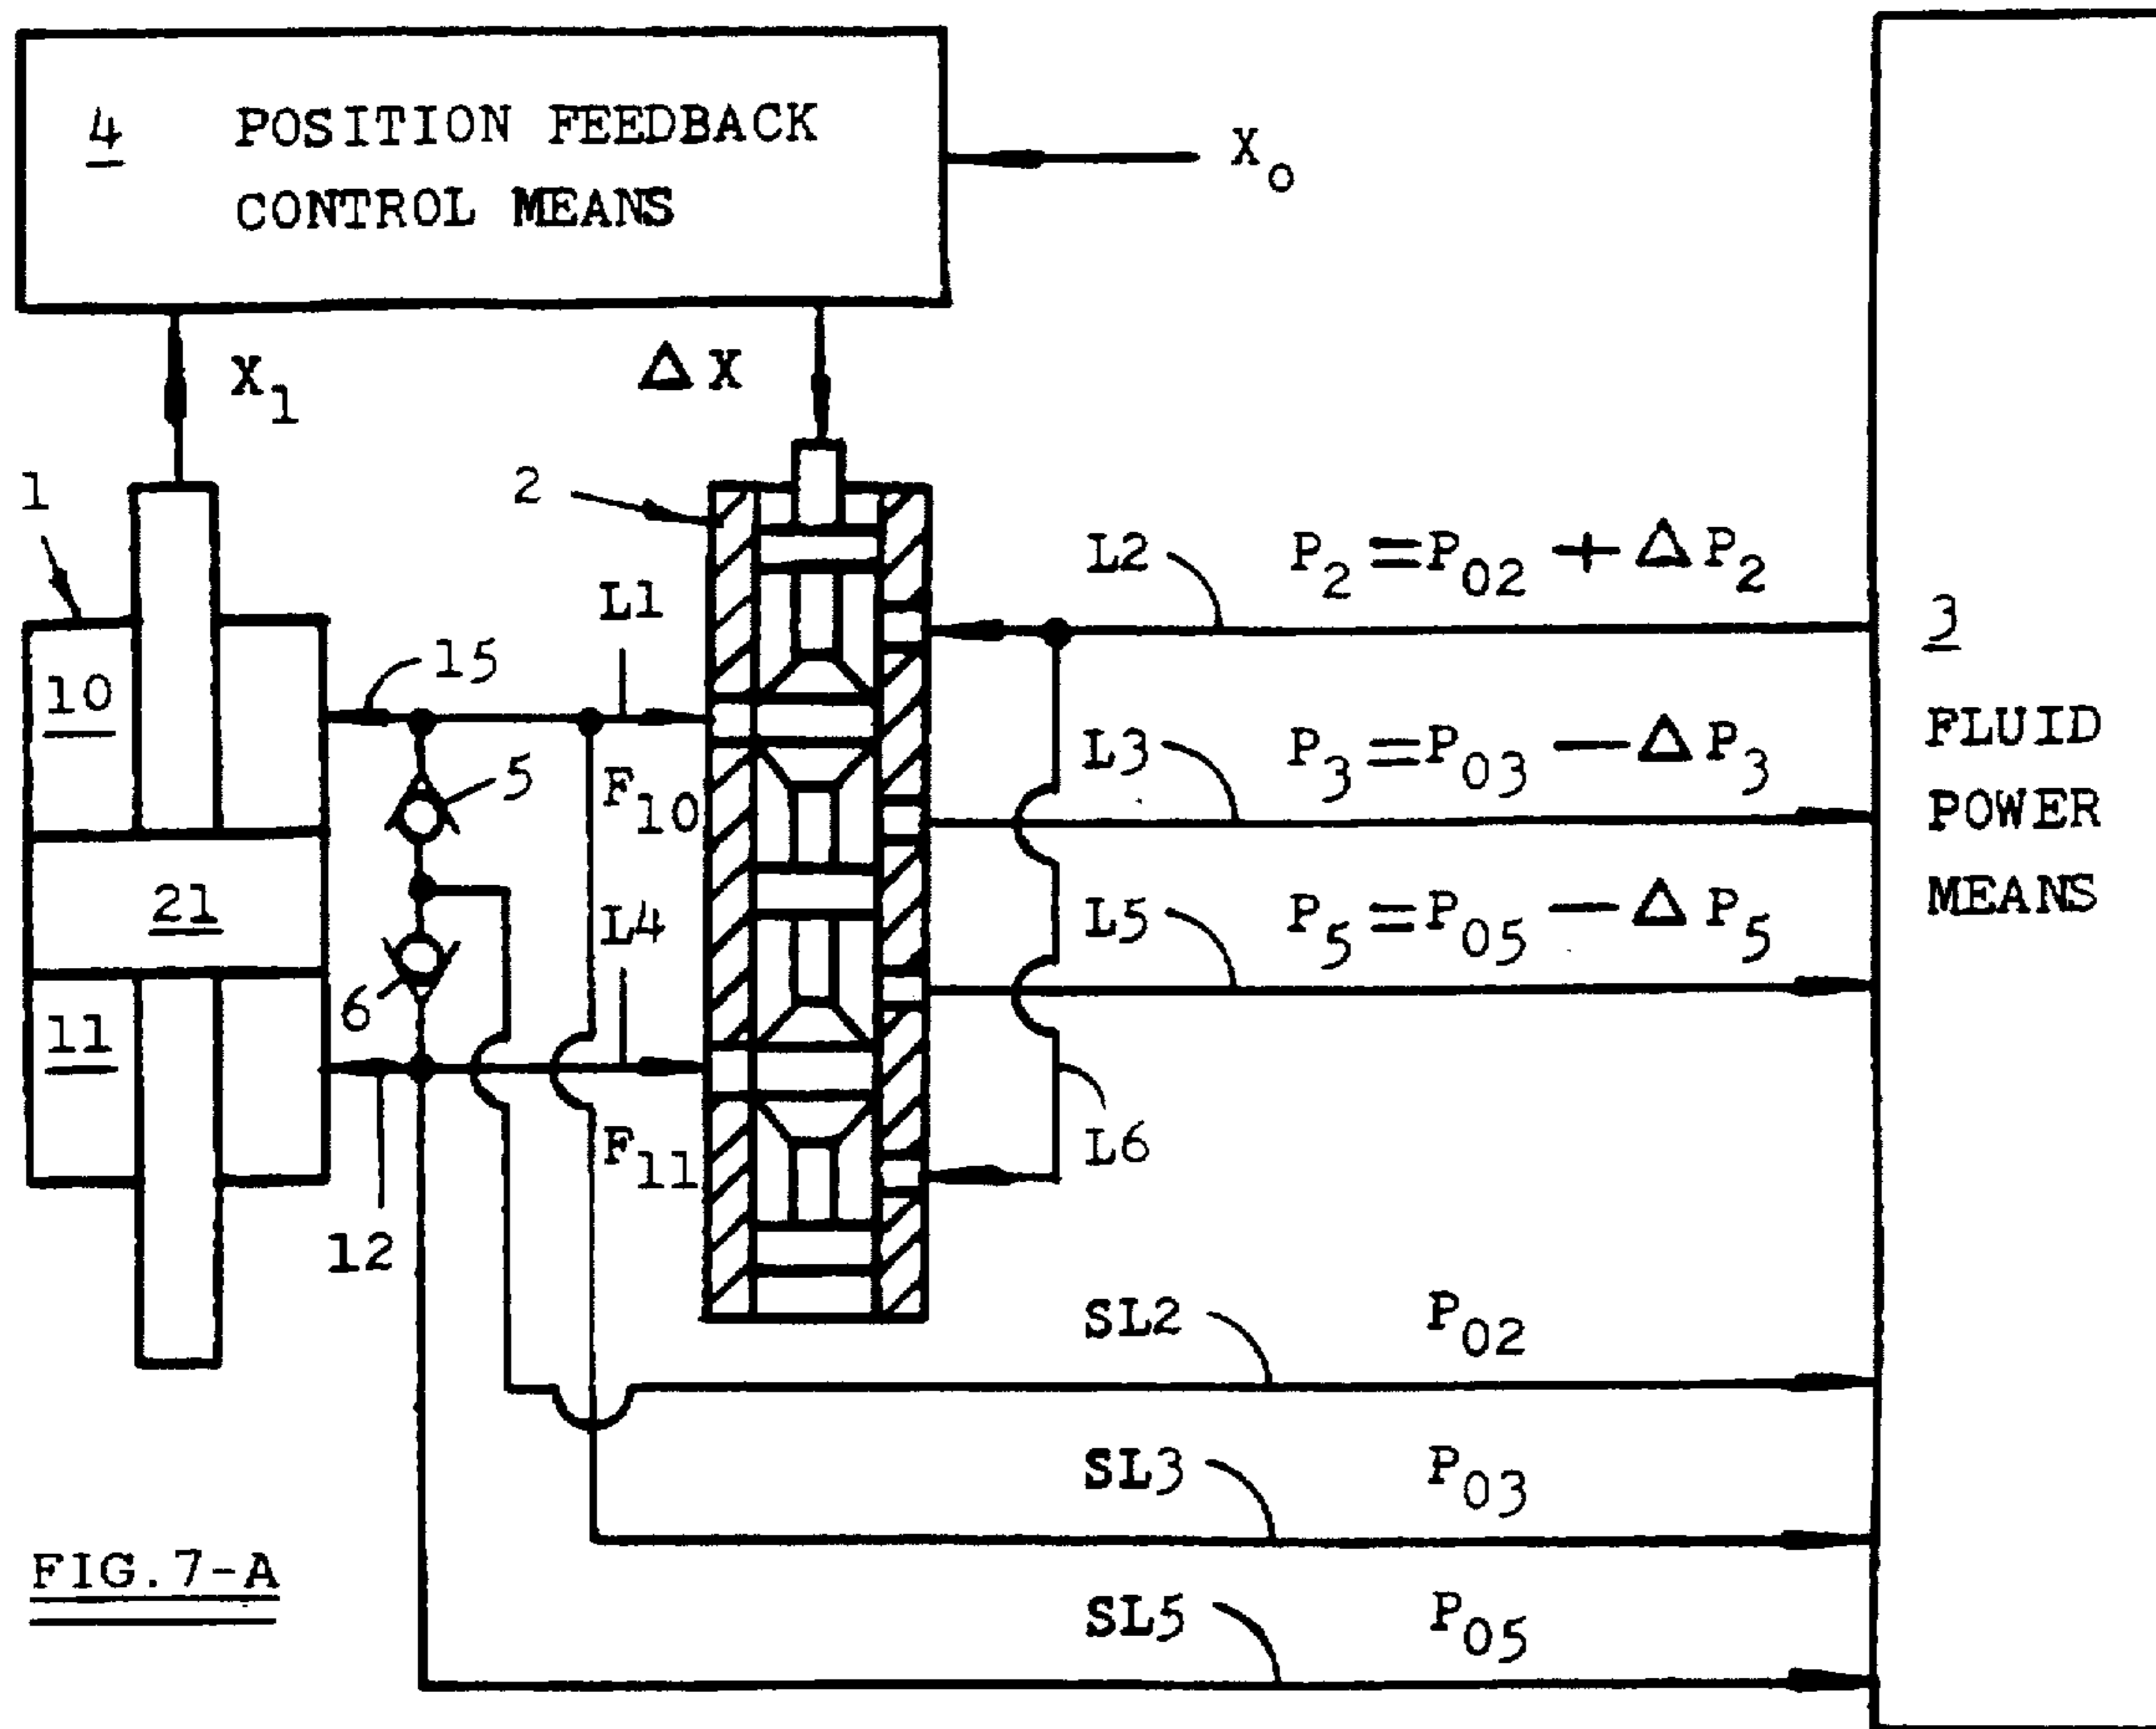 4 POSITION FEEDBACK
CONTROL MEANS
X₀
X₁
ΔX
1
2
L2 P₂=P₀₂+ΔP₂
3
L1
15
10
L3 P₃=P₀₃−ΔP₃
FLUID
POWER
MEANS
5
F₁₀
21
L4
L5 P₅=P₀₅−ΔP₅
6
11
F₁₁
L6
12
SL2 P₀₂
SL3 P₀₃
FIG.7-A
SL5 P₀₅